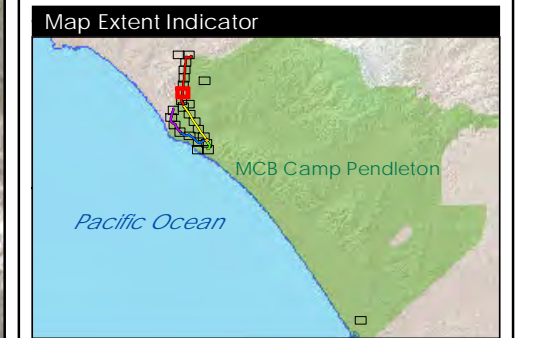 Map Extent Indicator
MCB Camp Pendleton
Pacific Ocean